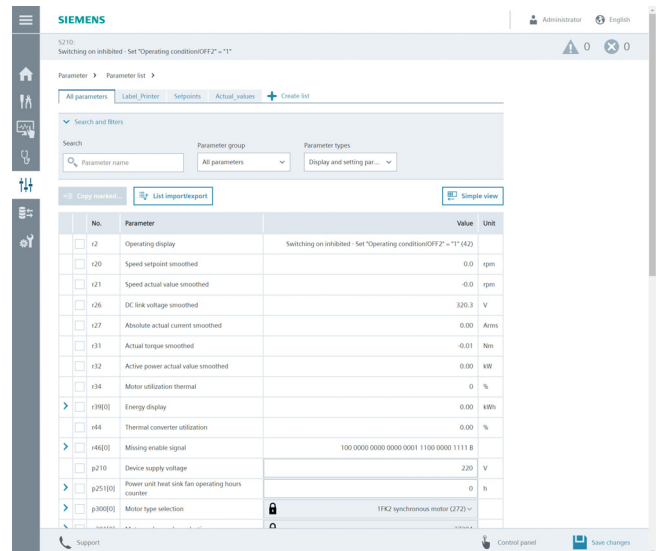 SIEMENS
Administrator English
S210:
Switching on inhibited - Set "Operating condition/OFF2" = "1"
0 0
Parameter > Parameter list >
All parameters Label_Printer Setpoints Actual_values Create list
Search and filters
Search Parameter group Parameter types
Parameter name All parameters Display and setting par...
Copy marked... List import/export Simple view
No. Parameter Value Unit
r2 Operating display Switching on inhibited - Set "Operating condition/OFF2" = "1" (42)
r20 Speed setpoint smoothed 0.0 rpm
r21 Speed actual value smoothed -0.0 rpm
r26 DC link voltage smoothed 320.3 V
r27 Absolute actual current smoothed 0.00 Arms
r31 Actual torque smoothed -0.01 Nm
r32 Active power actual value smoothed 0.00 kW
r34 Motor utilization thermal 0 %
r39[0] Energy display 0.00 kWh
r44 Thermal converter utilization 0.00 %
r46[0] Missing enable signal 100 0000 0000 0000 0001 1100 0000 1111 B
p210 Device supply voltage 220 V
p251[0] Power unit heat sink fan operating hours counter 0 h
p300[0] Motor type selection 1FK2 synchronous motor (272)
Support Control panel Save changes